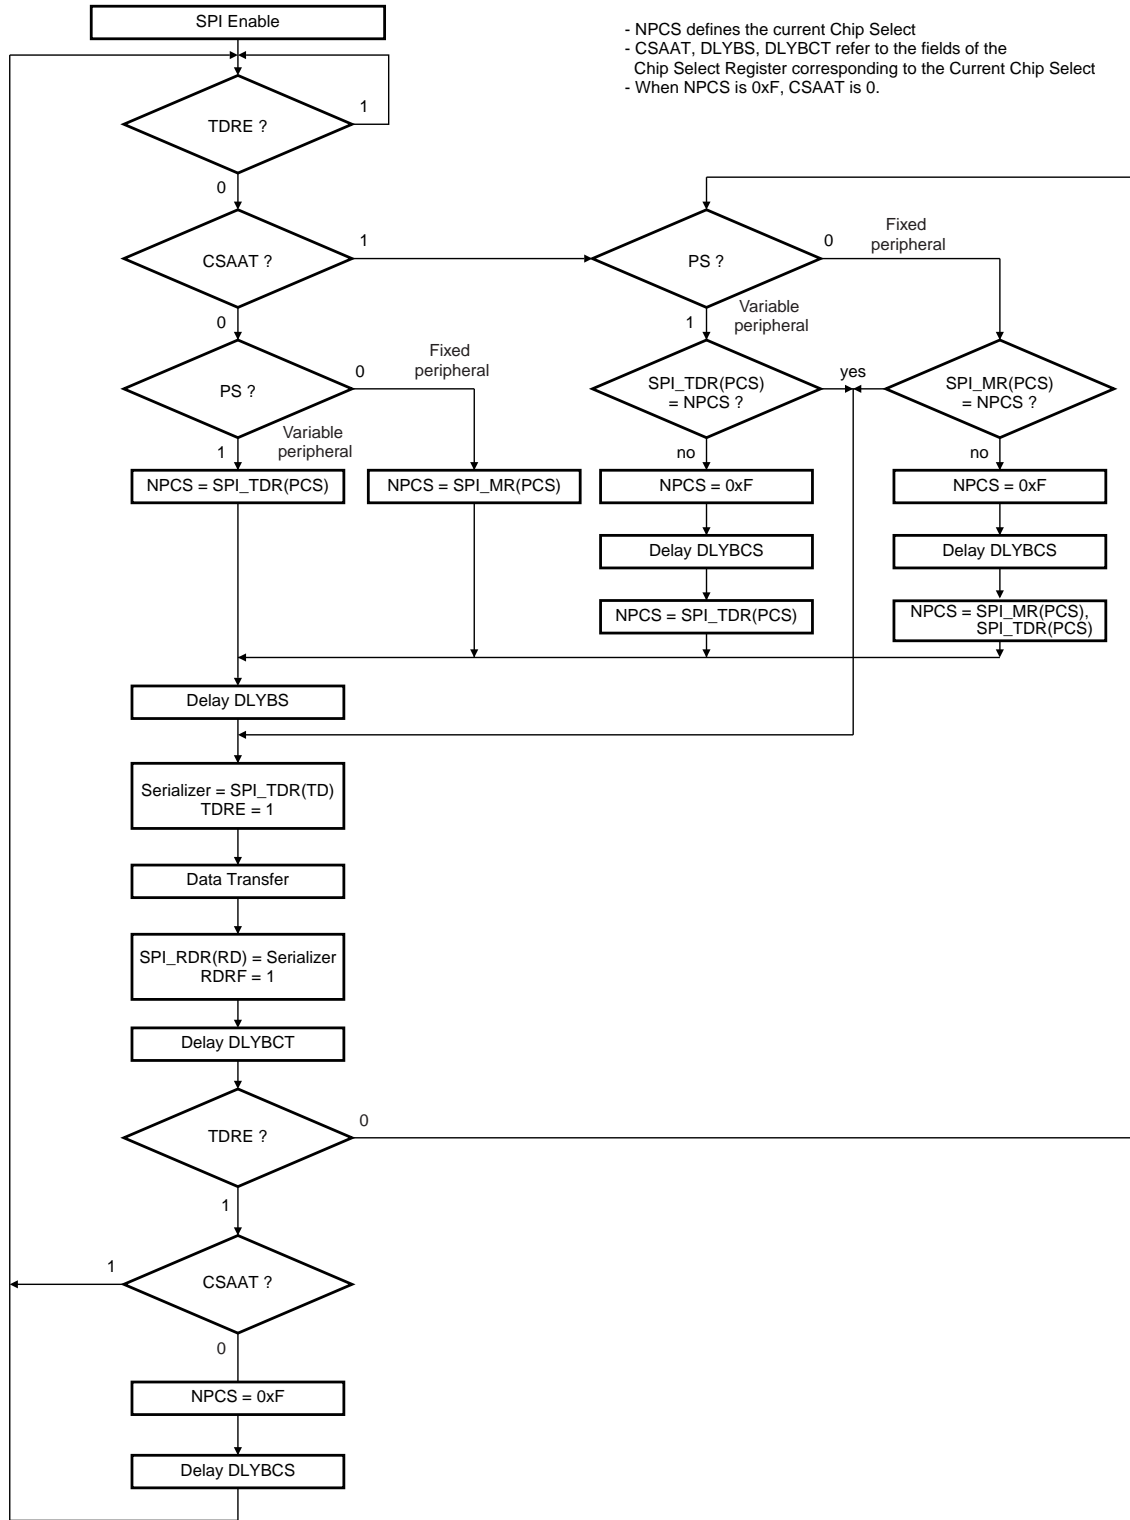 SPI Enable
- NPCS defines the current Chip Select
- CSAAT, DLYBS, DLYBCT refer to the fields of the
Chip Select Register corresponding to the Current Chip Select
- When NPCS is 0xF, CSAAT is 0.
TDRE ?
1
0
CSAAT ?
1
0
PS ?
0
Fixed
peripheral
1
Variable
peripheral
PS ?
0
Fixed
peripheral
1
Variable
peripheral
SPI_TDR(PCS)
= NPCS ?
yes
SPI_MR(PCS)
= NPCS ?
no
no
NPCS = SPI_TDR(PCS)
NPCS = SPI_MR(PCS)
NPCS = 0xF
NPCS = 0xF
Delay DLYBCS
Delay DLYBCS
NPCS = SPI_TDR(PCS)
NPCS = SPI_MR(PCS),
SPI_TDR(PCS)
Delay DLYBS
Serializer = SPI_TDR(TD)
TDRE = 1
Data Transfer
SPI_RDR(RD) = Serializer
RDRF = 1
Delay DLYBCT
TDRE ?
0
1
CSAAT ?
1
0
NPCS = 0xF
Delay DLYBCS